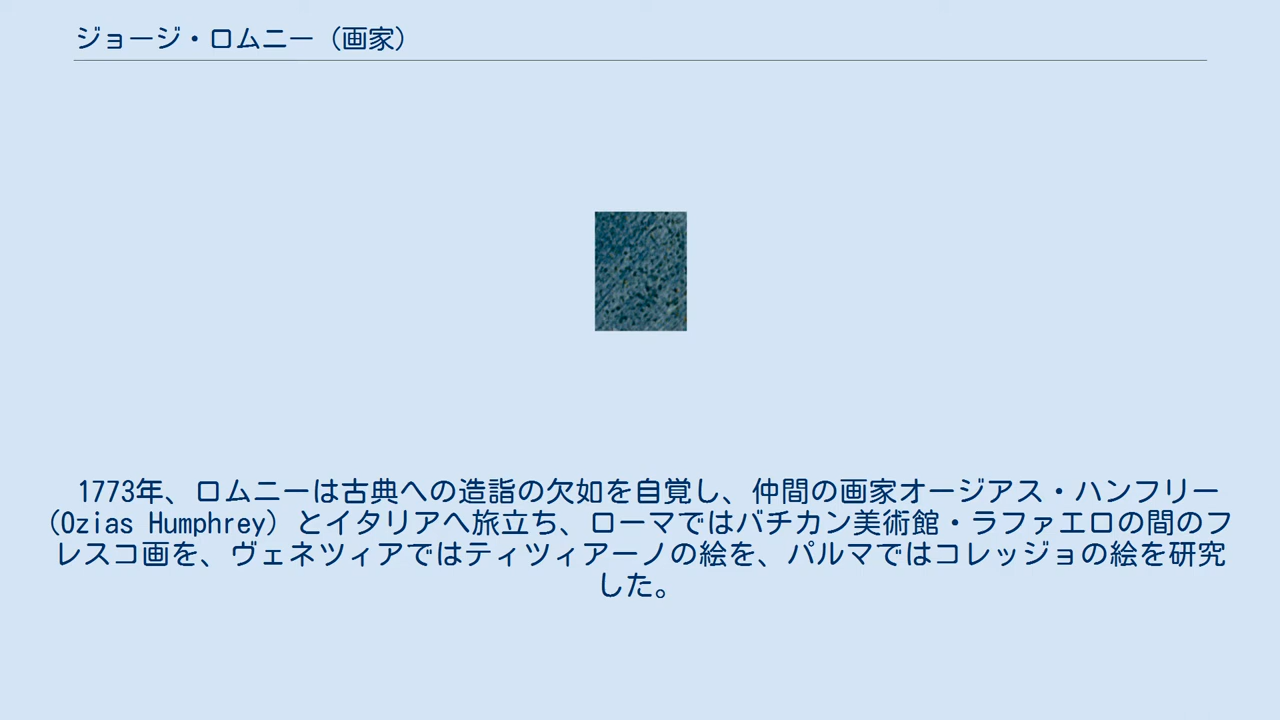 ジョージ・ロムニー（画家）
1773年、ロムニーは古典への造詣の欠如を自覚し、仲間の画家オージアス・ハンフリー
（Ozias Humphrey）とイタリアへ旅立ち、ローマではバチカン美術館・ラファエロの間のフ
レスコ画を、ヴェネツィアではティツィアーノの絵を、パルマではコレッジョの絵を研究
した。